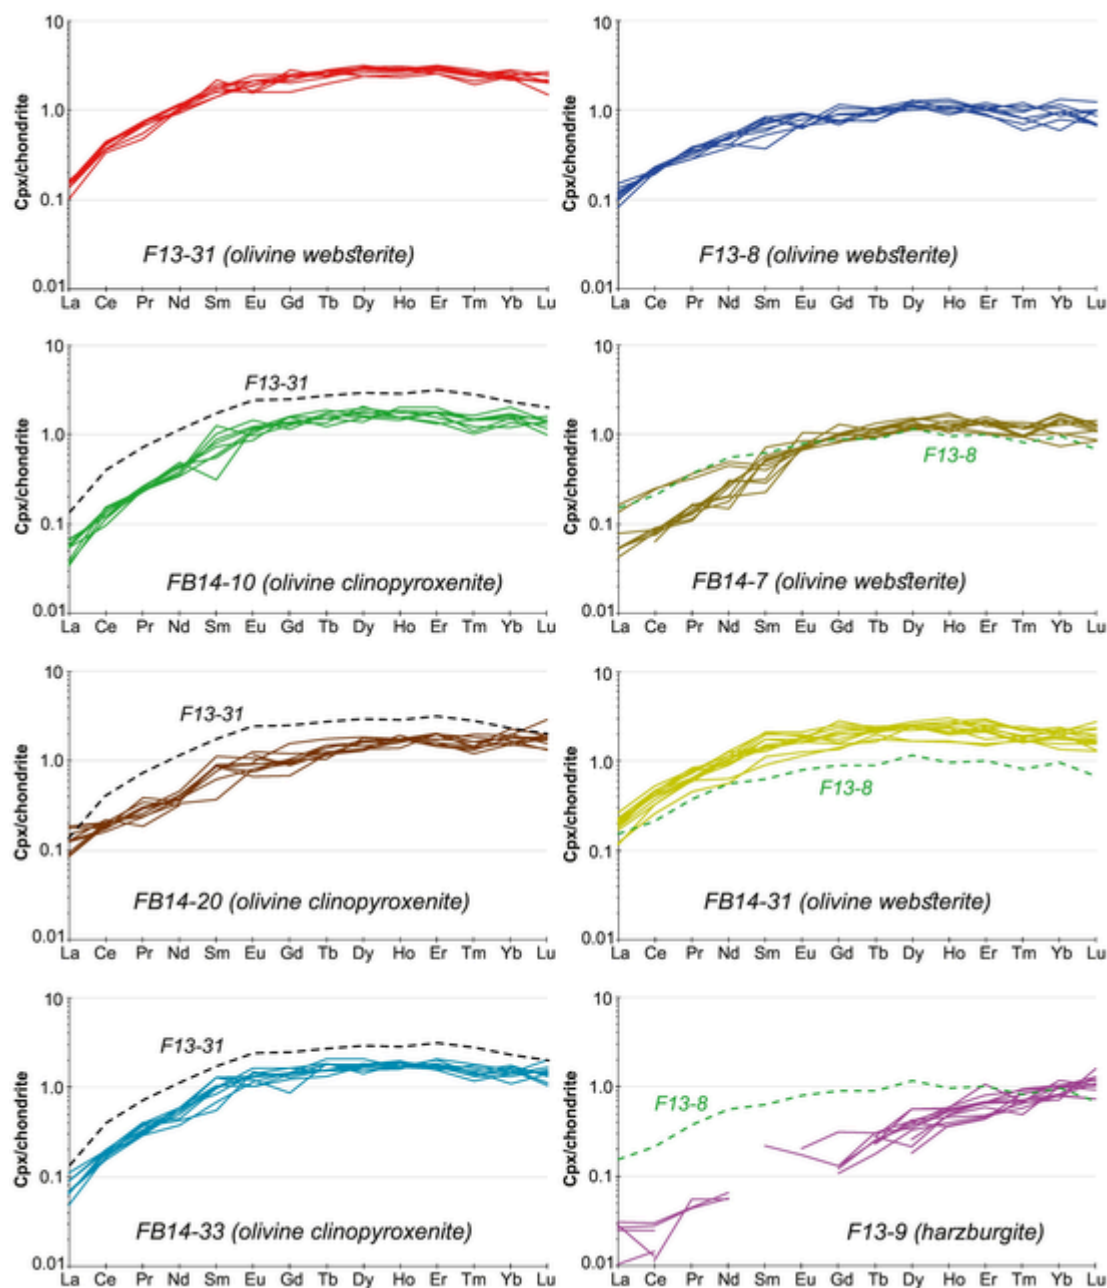 10
1.0
0.1
0.01
Cpx/chondrite
F13-31 (olivine websterite)
La Ce Pr Nd Sm Eu Gd Tb Dy Ho Er Tm Yb Lu
10
1.0
0.1
0.01
Cpx/chondrite
F13-8 (olivine websterite)
La Ce Pr Nd Sm Eu Gd Tb Dy Ho Er Tm Yb Lu
10
1.0
0.1
0.01
Cpx/chondrite
F13-31
FB14-10 (olivine clinopyroxenite)
La Ce Pr Nd Sm Eu Gd Tb Dy Ho Er Tm Yb Lu
10
1.0
0.1
0.01
Cpx/chondrite
F13-8
FB14-7 (olivine websterite)
La Ce Pr Nd Sm Eu Gd Tb Dy Ho Er Tm Yb Lu
10
1.0
0.1
0.01
Cpx/chondrite
F13-31
FB14-20 (olivine clinopyroxenite)
La Ce Pr Nd Sm Eu Gd Tb Dy Ho Er Tm Yb Lu
10
1.0
0.1
0.01
Cpx/chondrite
F13-8
FB14-31 (olivine websterite)
La Ce Pr Nd Sm Eu Gd Tb Dy Ho Er Tm Yb Lu
10
1.0
0.1
0.01
Cpx/chondrite
F13-31
FB14-33 (olivine clinopyroxenite)
La Ce Pr Nd Sm Eu Gd Tb Dy Ho Er Tm Yb Lu
10
1.0
0.1
0.01
Cpx/chondrite
F13-8
F13-9 (harzburgite)
La Ce Pr Nd Sm Eu Gd Tb Dy Ho Er Tm Yb Lu